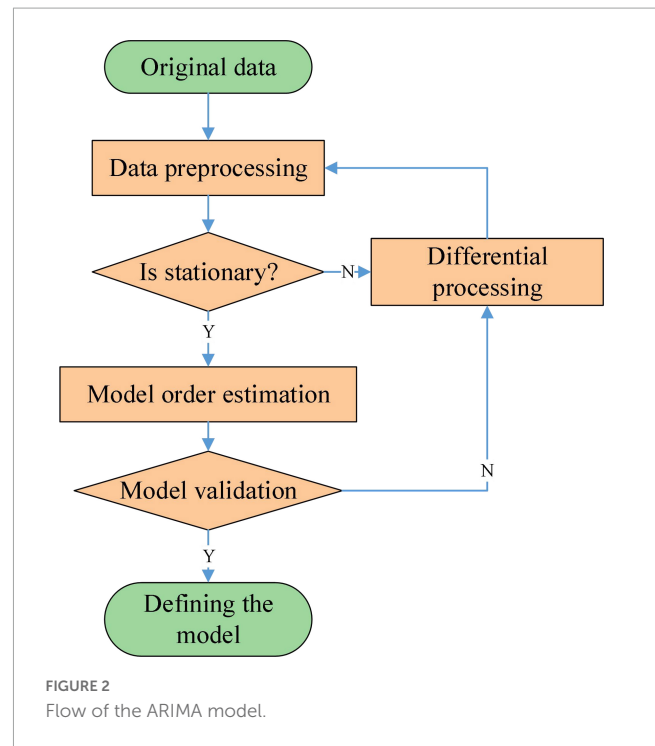 Original data
Data preprocessing
Is stationary?
N
Differential
processing
Y
Model order estimation
Model validation
N
Y
Defining the
model
FIGURE 2
Flow of the ARIMA model.